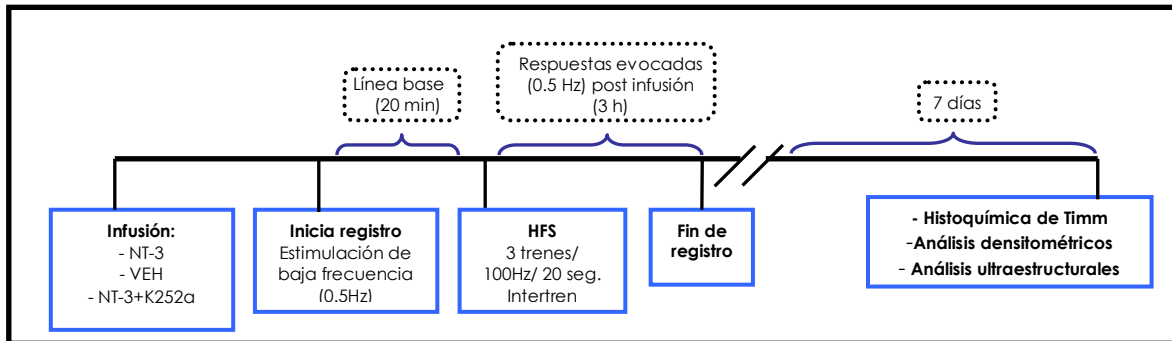 Línea base
(20 min)
Respuestas evocadas
(0.5 Hz) post infusión
(3 h)
7 días
Infusión:
- NT-3
- VEH
- NT-3+K252a
Inicia registro
Estimulación de
baja frecuencia
(0.5Hz)
HFS
3 trenes/
100Hz/ 20 seg.
Intertren
Fin de
registro
- Histoquímica de Timm
-Análisis densitométricos
- Análisis ultraestructurales